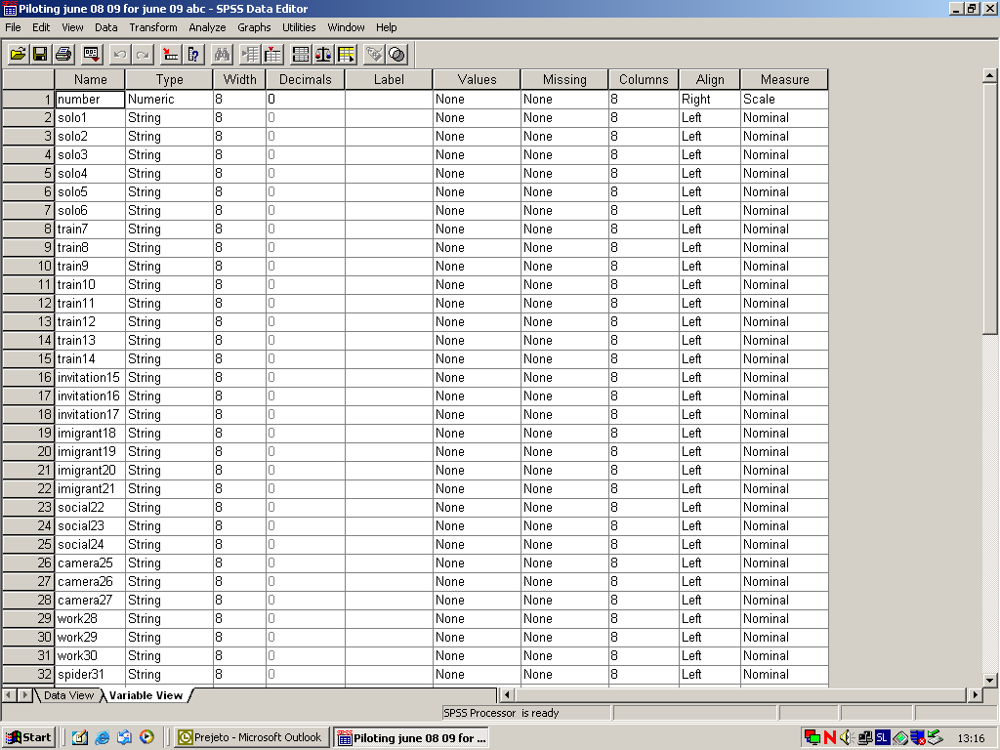 Piloting june 08 09 for june 09 abc - SPSS Data Editor
File Edit View Data Transform Analyze Graphs Utilities Window Help
Name Type Width Decimals Label Values Missing Columns Align Measure
1 number Numeric 8 0 None None 8 Right Scale
2 solo1 String 8 0 None None 8 Left Nominal
3 solo2 String 8 0 None None 8 Left Nominal
4 solo3 String 8 0 None None 8 Left Nominal
5 solo4 String 8 0 None None 8 Left Nominal
6 solo5 String 8 0 None None 8 Left Nominal
7 solo6 String 8 0 None None 8 Left Nominal
8 train7 String 8 0 None None 8 Left Nominal
9 train8 String 8 0 None None 8 Left Nominal
10 train9 String 8 0 None None 8 Left Nominal
11 train10 String 8 0 None None 8 Left Nominal
12 train11 String 8 0 None None 8 Left Nominal
13 train12 String 8 0 None None 8 Left Nominal
14 train13 String 8 0 None None 8 Left Nominal
15 train14 String 8 0 None None 8 Left Nominal
16 invitation15 String 8 0 None None 8 Left Nominal
17 invitation16 String 8 0 None None 8 Left Nominal
18 invitation17 String 8 0 None None 8 Left Nominal
19 imigrant18 String 8 0 None None 8 Left Nominal
20 imigrant19 String 8 0 None None 8 Left Nominal
21 imigrant20 String 8 0 None None 8 Left Nominal
22 imigrant21 String 8 0 None None 8 Left Nominal
23 social22 String 8 0 None None 8 Left Nominal
24 social23 String 8 0 None None 8 Left Nominal
25 social24 String 8 0 None None 8 Left Nominal
26 camera25 String 8 0 None None 8 Left Nominal
27 camera26 String 8 0 None None 8 Left Nominal
28 camera27 String 8 0 None None 8 Left Nominal
29 work28 String 8 0 None None 8 Left Nominal
30 work29 String 8 0 None None 8 Left Nominal
31 work30 String 8 0 None None 8 Left Nominal
32 spider31 String 8 0 None None 8 Left Nominal
Data View Variable View
SPSS Processor is ready
Start Prejeto - Microsoft Outlook Piloting june 08 09 for ... N SL 13:16